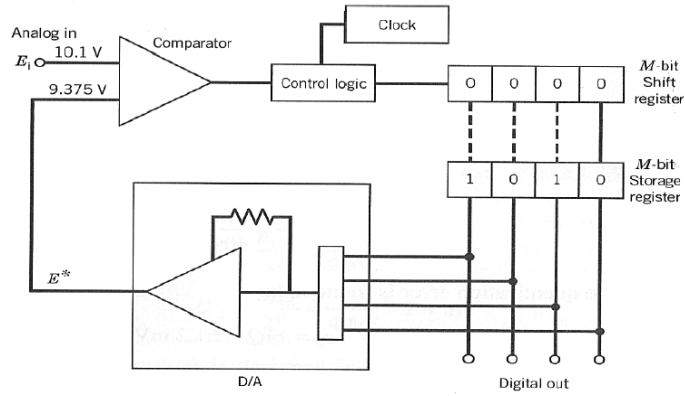 Analog in
10.1 V
Eᵢ
9.375 V
Comparator
Clock
Control logic
0 0 0 0
M-bit
Shift
register
1 0 1 0
M-bit
Storage
register
E*
D/A
Digital out